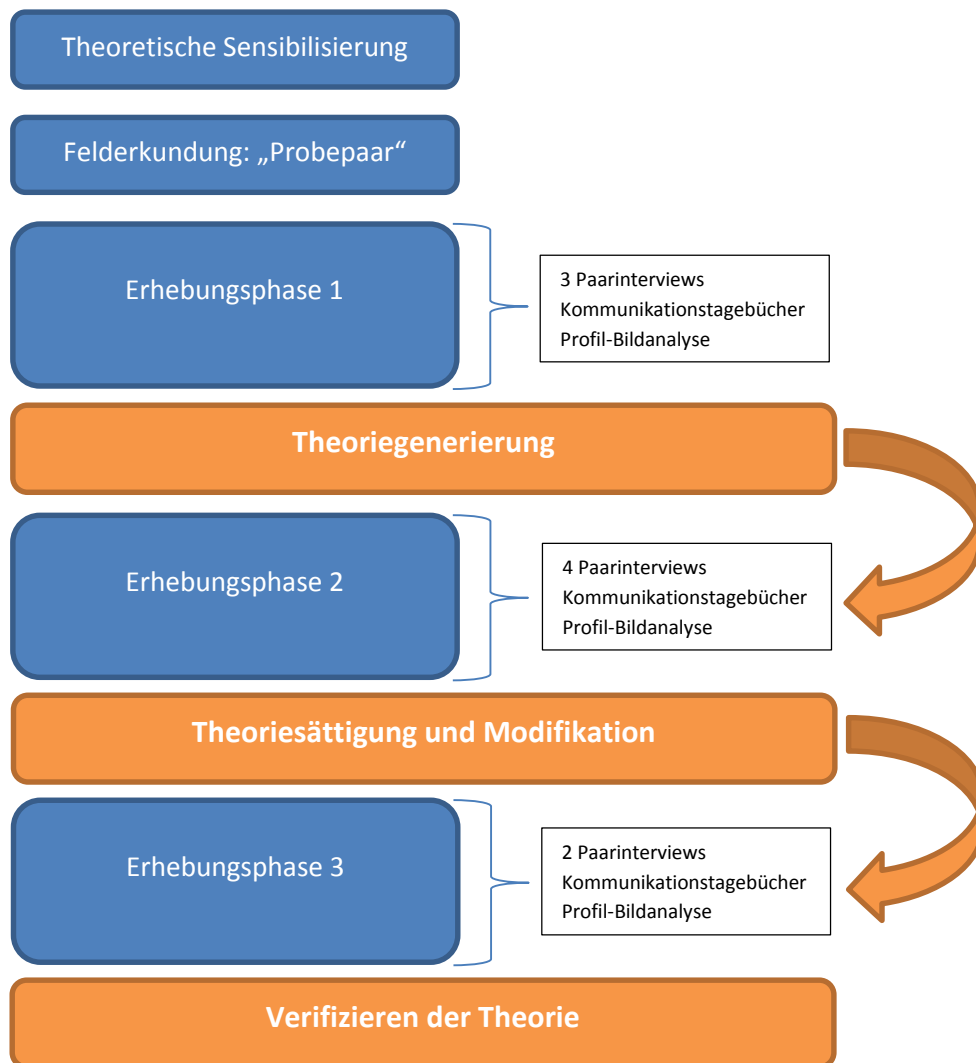 Theoretische Sensibilisierung
Felderkundung: „Probepaar“
Erhebungsphase 1
3 Paarinterviews
Kommunikationstagebücher
Profil-Bildanalyse
Theoriegenerierung
Erhebungsphase 2
4 Paarinterviews
Kommunikationstagebücher
Profil-Bildanalyse
Theoriesättigung und Modifikation
Erhebungsphase 3
2 Paarinterviews
Kommunikationstagebücher
Profil-Bildanalyse
Verifizieren der Theorie